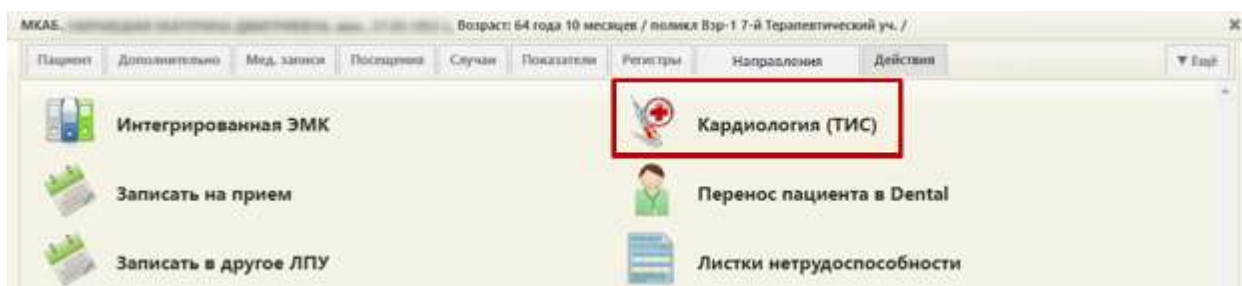 МКАБ. Возраст: 64 года 10 месяцев / поликл Взр-1 7-й Терапевтический уч. /
Пациент Дополнительно Мед. записи Посещения Случаи Показатели Регистры Направления Действия ▼ Ещё
Интегрированная ЭМК
Кардиология (ТИС)
Записать на прием
Перенос пациента в Dental
Записать в другое ЛПУ
Листки нетрудоспособности